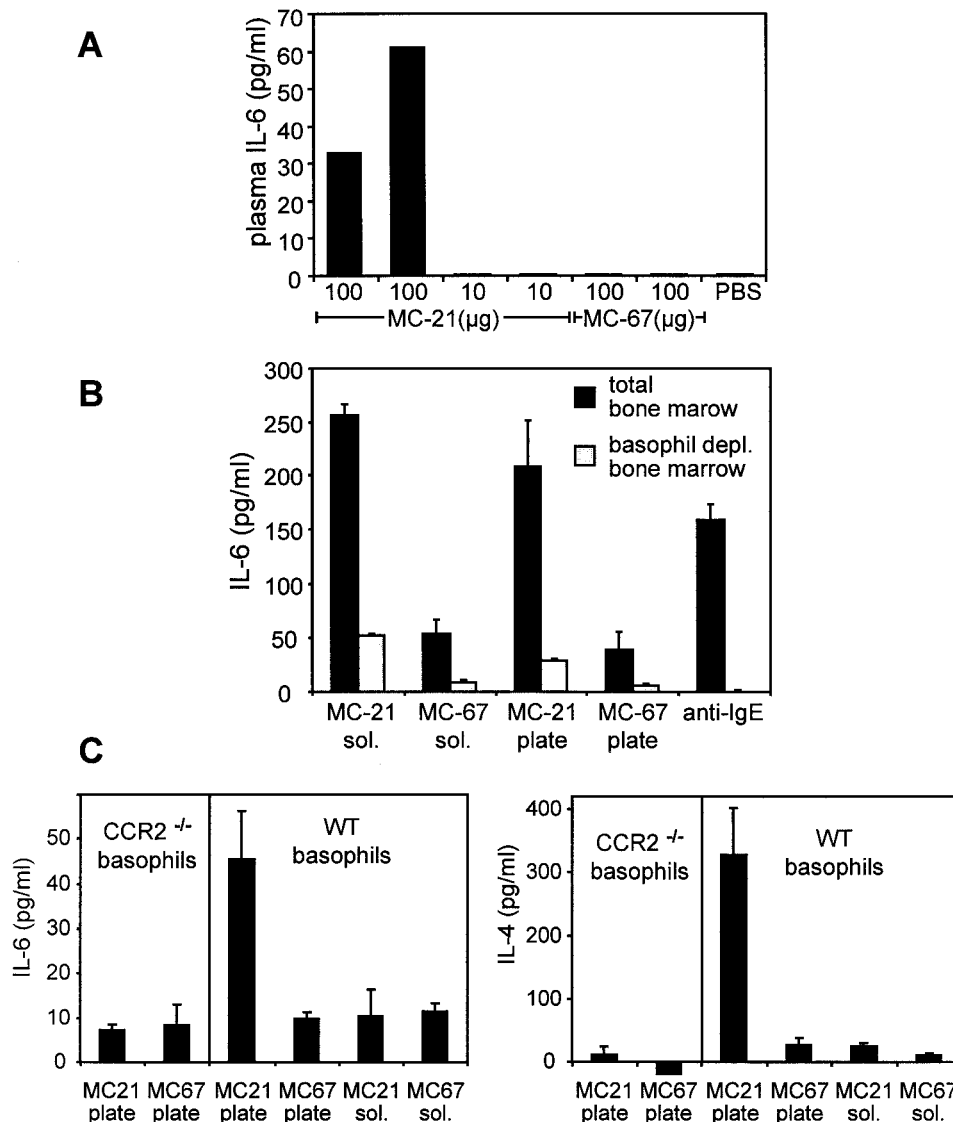 A
plasma IL-6 (pg/ml)
70
60
50
40
30
20
10
0
100 100 10 10 100 100 PBS
MC-21(µg) MC-67(µg)
B
IL-6 (pg/ml)
300
250
200
150
100
50
0
total
bone marow
basophil depl.
bone marrow
MC-21 MC-67 MC-21 MC-67 anti-IgE
sol. sol. plate plate
C
IL-6 (pg/ml)
50
40
30
20
10
0
CCR2 -/-
basophils
WT
basophils
MC21 MC67 MC21 MC67 MC21 MC67
plate plate plate plate sol. sol.
IL-4 (pg/ml)
400
300
200
100
0
CCR2 -/-
basophils
WT
basophils
MC21 MC67 MC21 MC67 MC21 MC67
plate plate plate plate sol. sol.